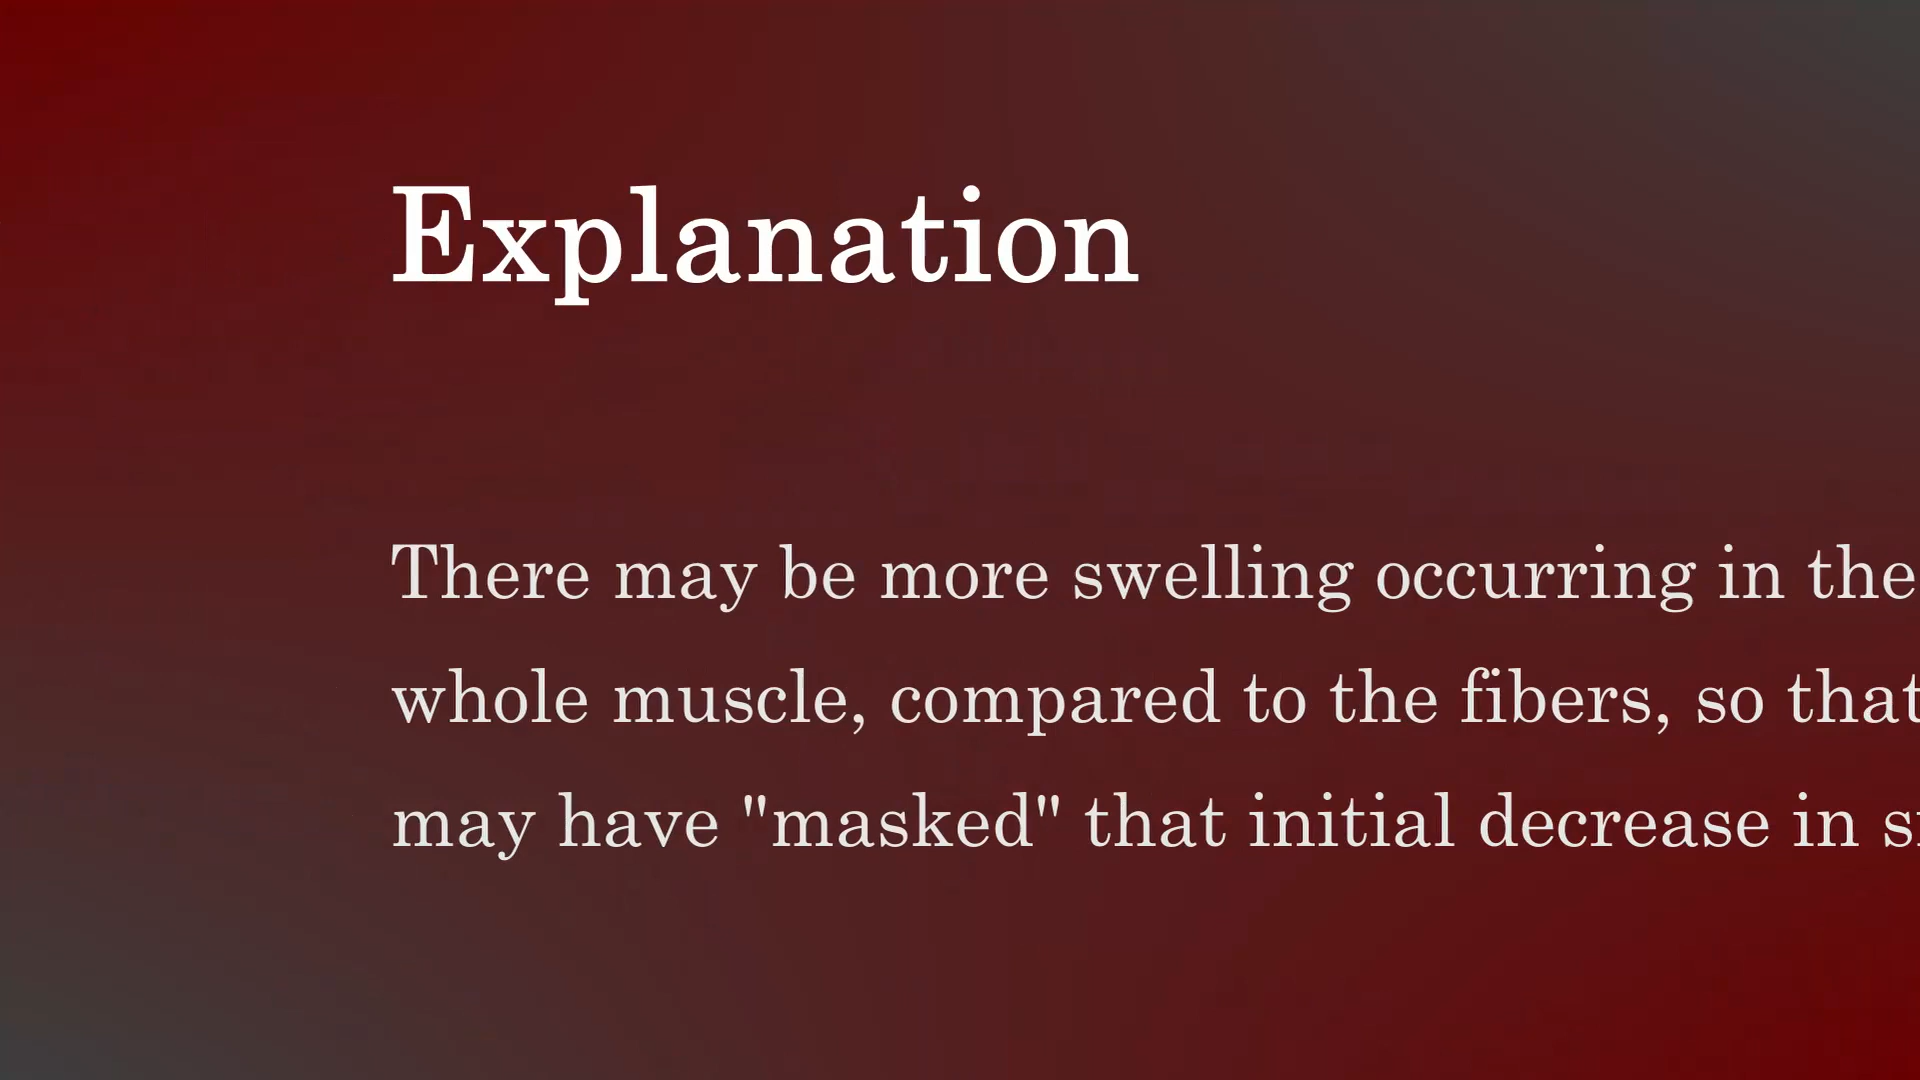 Explanation
There may be more swelling occurring in the
whole muscle, compared to the fibers, so that
may have "masked" that initial decrease in